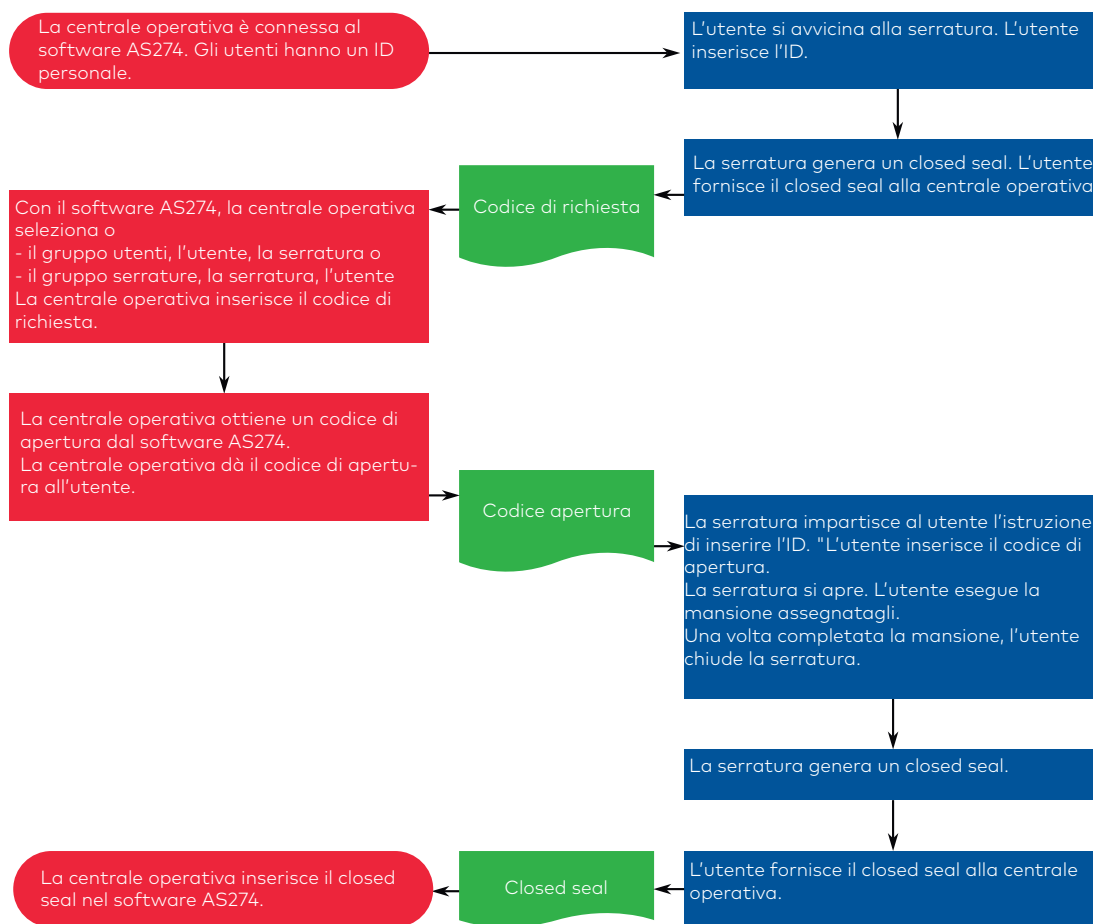 La centrale operativa è connessa al
software AS274. Gli utenti hanno un ID
personale.
L'utente si avvicina alla serratura. L'utente
inserisce l'ID.
La serratura genera un closed seal. L'utente
fornisce il closed seal alla centrale operativa
Codice di richiesta
Con il software AS274, la centrale operativa
seleziona o
- il gruppo utenti, l'utente, la serratura o
- il gruppo serrature, la serratura, l'utente
La centrale operativa inserisce il codice di
richiesta.
La centrale operativa ottiene un codice di
apertura dal software AS274.
La centrale operativa dà il codice di apertu-
ra all'utente.
Codice apertura
La serratura impartisce al utente l'istruzione
di inserire l'ID. "L'utente inserisce il codice di
apertura.
La serratura si apre. L'utente esegue la
mansione assegnatagli.
Una volta completata la mansione, l'utente
chiude la serratura.
La serratura genera un closed seal.
L'utente fornisce il closed seal alla centrale
operativa.
Closed seal
La centrale operativa inserisce il closed
seal nel software AS274.